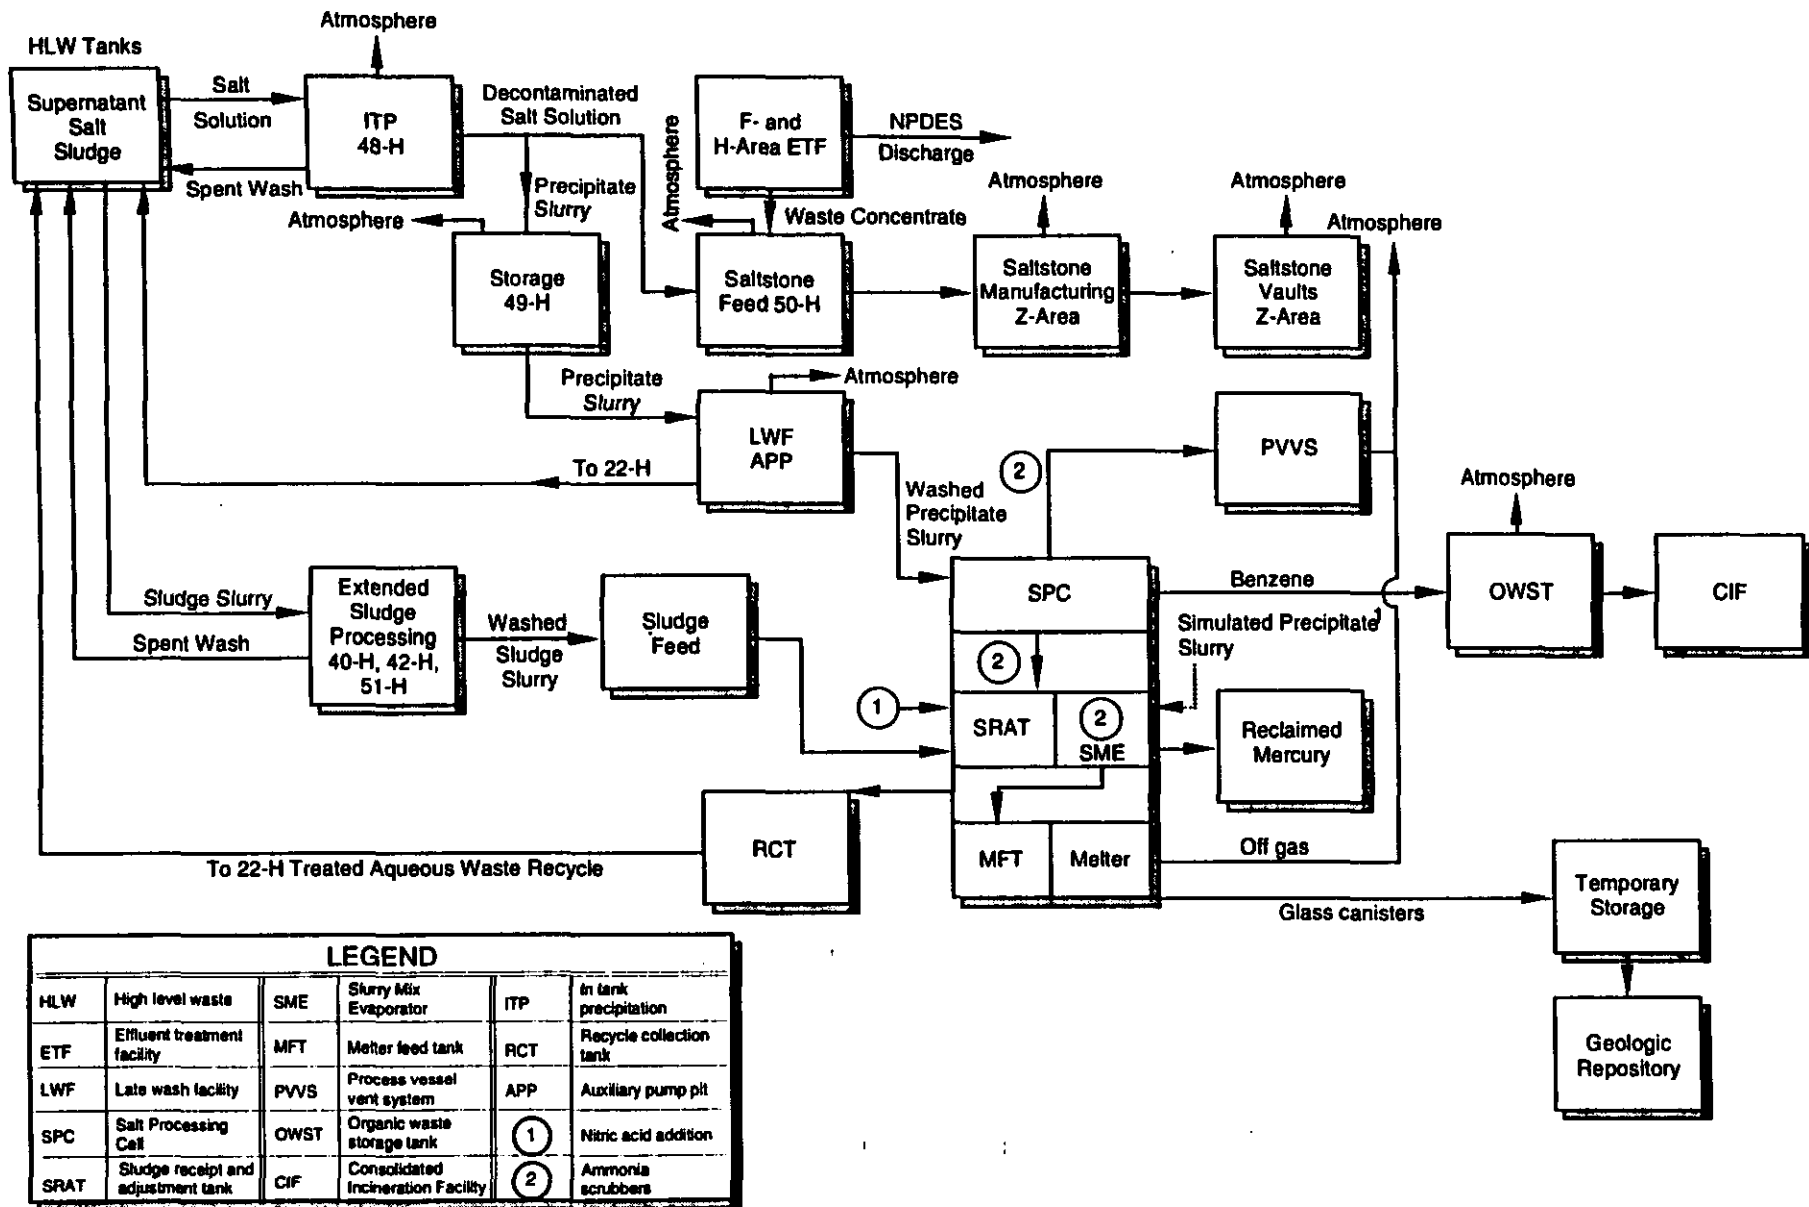 Atmosphere
HLW Tanks
Supernatant
Salt
Sludge
Salt
Solution
Spent Wash
ITP
48-H
Decontaminated
Salt Solution
Precipitate
Slurry
Atmosphere
Storage
49-H
Atmosphere
F- and
H-Area ETF
NPDES
Discharge
Waste Concentrate
Saltstone
Feed 50-H
Atmosphere
Saltstone
Manufacturing
Z-Area
Atmosphere
Saltstone
Vaults
Z-Area
Atmosphere
Precipitate
Slurry
Atmosphere
LWF
APP
To 22-H
Washed
Precipitate
Slurry
2
PVVS
Atmosphere
Sludge Slurry
Spent Wash
Extended
Sludge
Processing
40-H, 42-H,
51-H
Washed
Sludge
Slurry
Sludge
Feed
SPC
Benzene
OWST
CIF
Simulated Precipitate1
Slurry
2
1
SRAT
2
SME
Reclaimed
Mercury
RCT
To 22-H Treated Aqueous Waste Recycle
MFT
Melter
Off gas
Glass canisters
Temporary
Storage
Geologic
Repository
LEGEND
HLW High level waste SME Slurry Mix Evaporator ITP In tank precipitation
ETF Effluent treatment facility MFT Melter feed tank RCT Recycle collection tank
LWF Late wash facility PVVS Process vessel vent system APP Auxiliary pump pit
SPC Salt Processing Cell OWST Organic waste storage tank 1 Nitric acid addition
SRAT Sludge receipt and adjustment tank CIF Consolidated Incineration Facility 2 Ammonia scrubbers